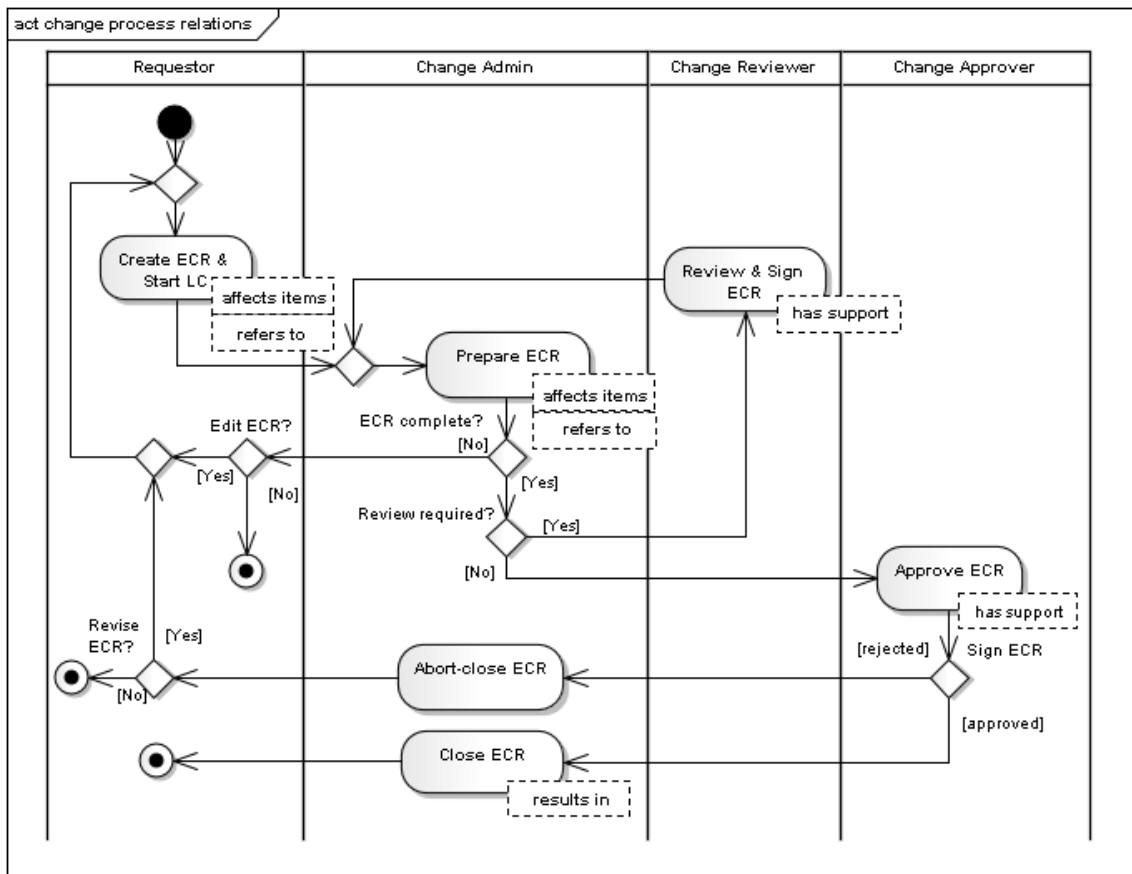 act change process relations
Requestor
Change Admin
Change Reviewer
Change Approver
Create ECR &
Start LC
affects items
refers to
Review & Sign
ECR
has support
Prepare ECR
affects items
refers to
ECR complete?
[No]
[Yes]
Edit ECR?
[Yes]
[No]
Review required?
[Yes]
[No]
Approve ECR
has support
Sign ECR
[rejected]
[approved]
Revise
ECR?
[Yes]
[No]
Abort-close ECR
Close ECR
results in